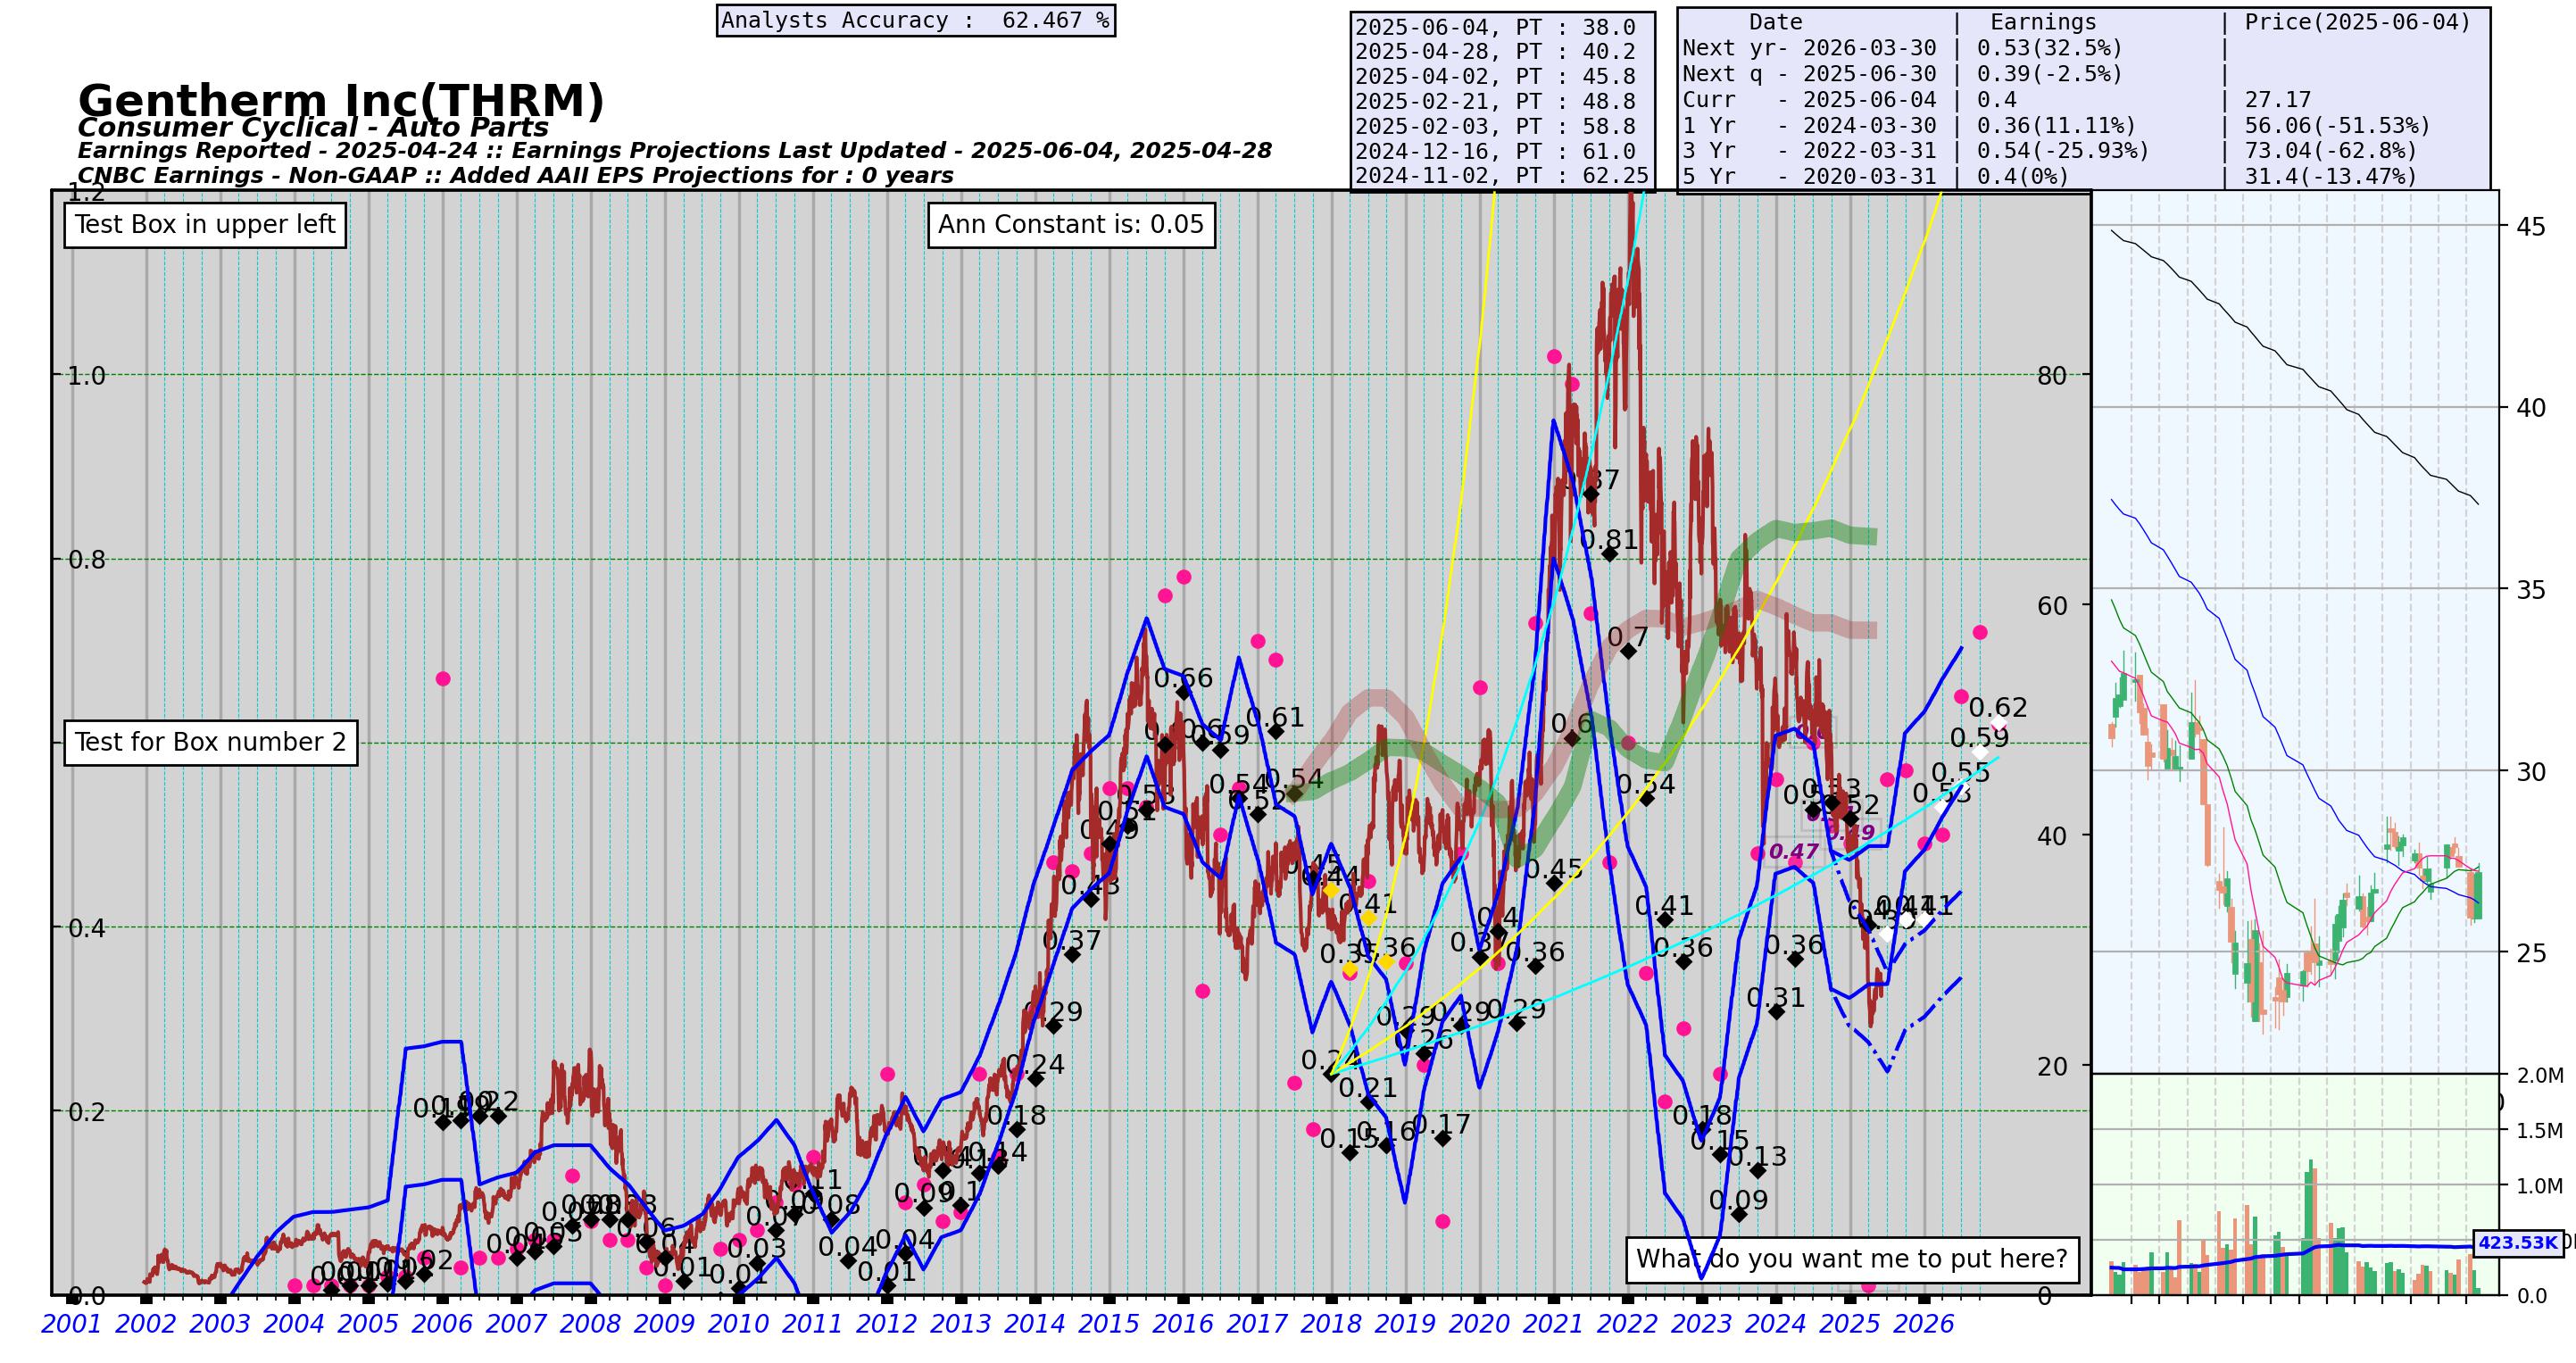 Analysts Accuracy :  62.467 %
2025-06-04, PT : 38.0
2025-04-28, PT : 40.2
2025-04-02, PT : 45.8
2025-02-21, PT : 48.8
2025-02-03, PT : 58.8
2024-12-16, PT : 61.0
2024-11-02, PT : 62.25
Date | Earnings | Price(2025-06-04)
Next yr- 2026-03-30 | 0.53(32.5%) |
Next q - 2025-06-30 | 0.39(-2.5%) |
Curr - 2025-06-04 | 0.4 | 27.17
1 Yr - 2024-03-30 | 0.36(11.11%) | 56.06(-51.53%)
3 Yr - 2022-03-31 | 0.54(-25.93%) | 73.04(-62.8%)
5 Yr - 2020-03-31 | 0.4(0%) | 31.4(-13.47%)
Gentherm Inc(THRM)
Consumer Cyclical - Auto Parts
Earnings Reported - 2025-04-24 :: Earnings Projections Last Updated - 2025-06-04, 2025-04-28
CNBC Earnings - Non-GAAP :: Added AAII EPS Projections for : 0 years
Test Box in upper left
Ann Constant is: 0.05
Test for Box number 2
What do you want me to put here?
1.2
1.0
0.8
0.4
0.2
0.0
80
60
40
20
0
45
40
35
30
25
2.0M
1.5M
1.0M
423.53K
0.0
0.66
0.59
0.61
0.54
0.54
0.43
0.37
0.29
0.24
0.18
0.14
0.22
0.81
0.7
0.6
0.54
0.45
0.41
0.36
0.36
0.31
0.36
0.29
0.26
0.21
0.17
0.18
0.15
0.13
0.09
0.47
0.49
0.62
0.59
0.55
0.53
2001 2002 2003 2004 2005 2006 2007 2008 2009 2010 2011 2012 2013 2014 2015 2016 2017 2018 2019 2020 2021 2022 2023 2024 2025 2026